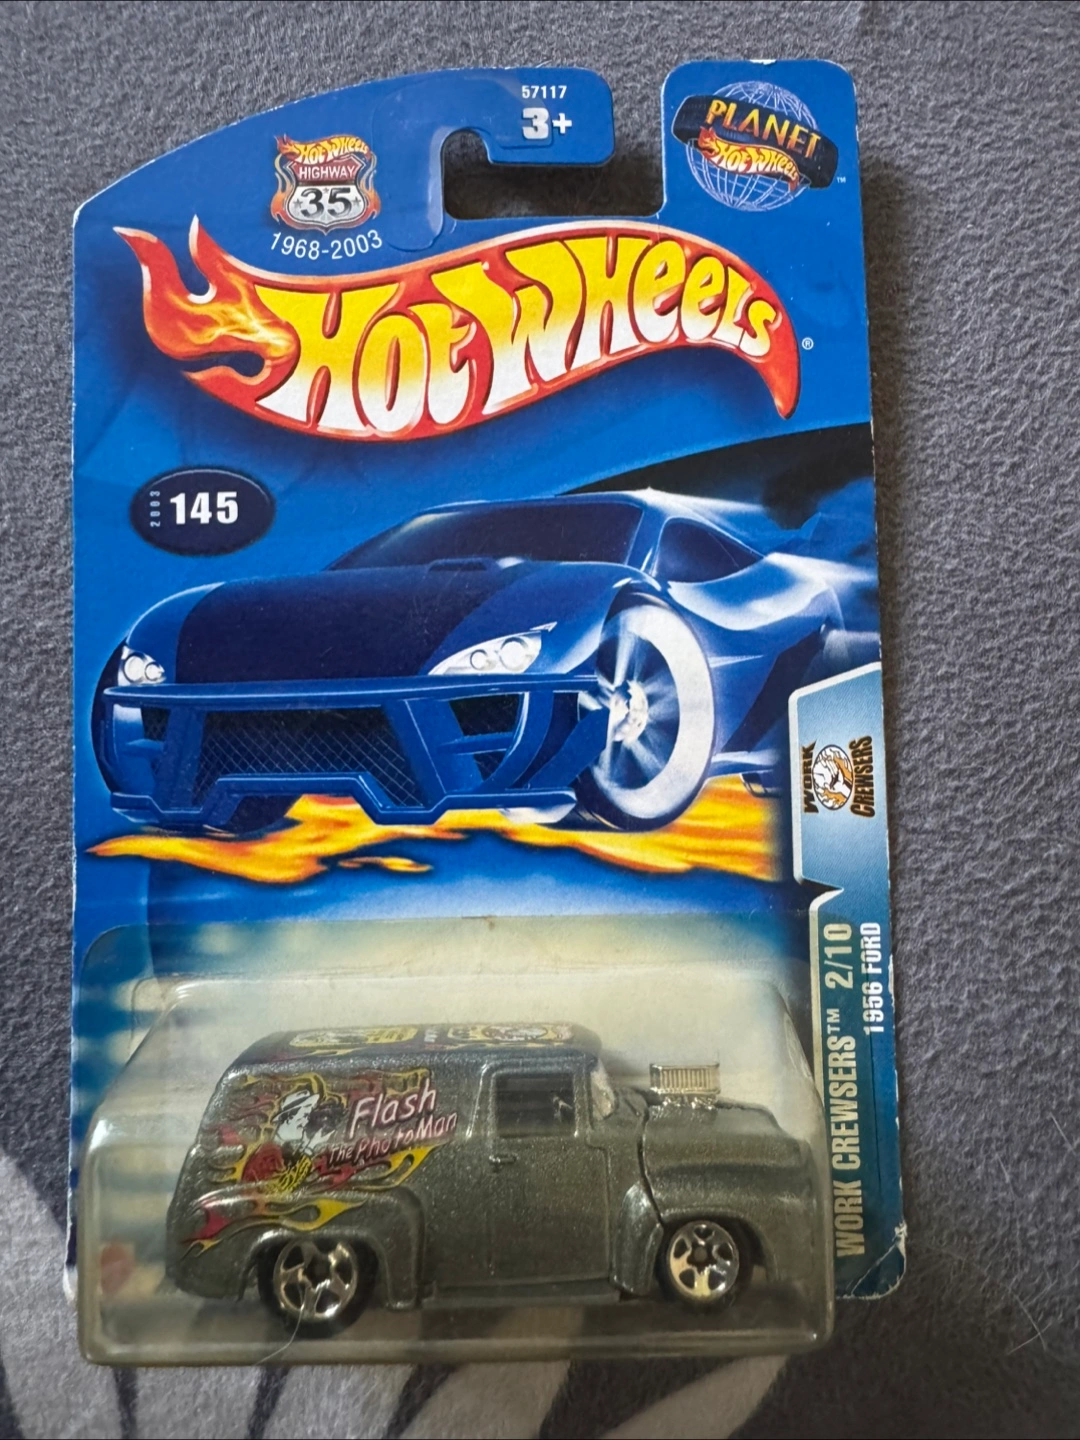 57117
3+
PLANET
HOT WHEELS
™
HOT WHEELS
HIGHWAY
35
1968-2003
HOT WHEELS
®
2003
145
WORK
CREWSERS
WORK CREWSERS™ 2/10
1956 FORD
Flash
The PhotoMan